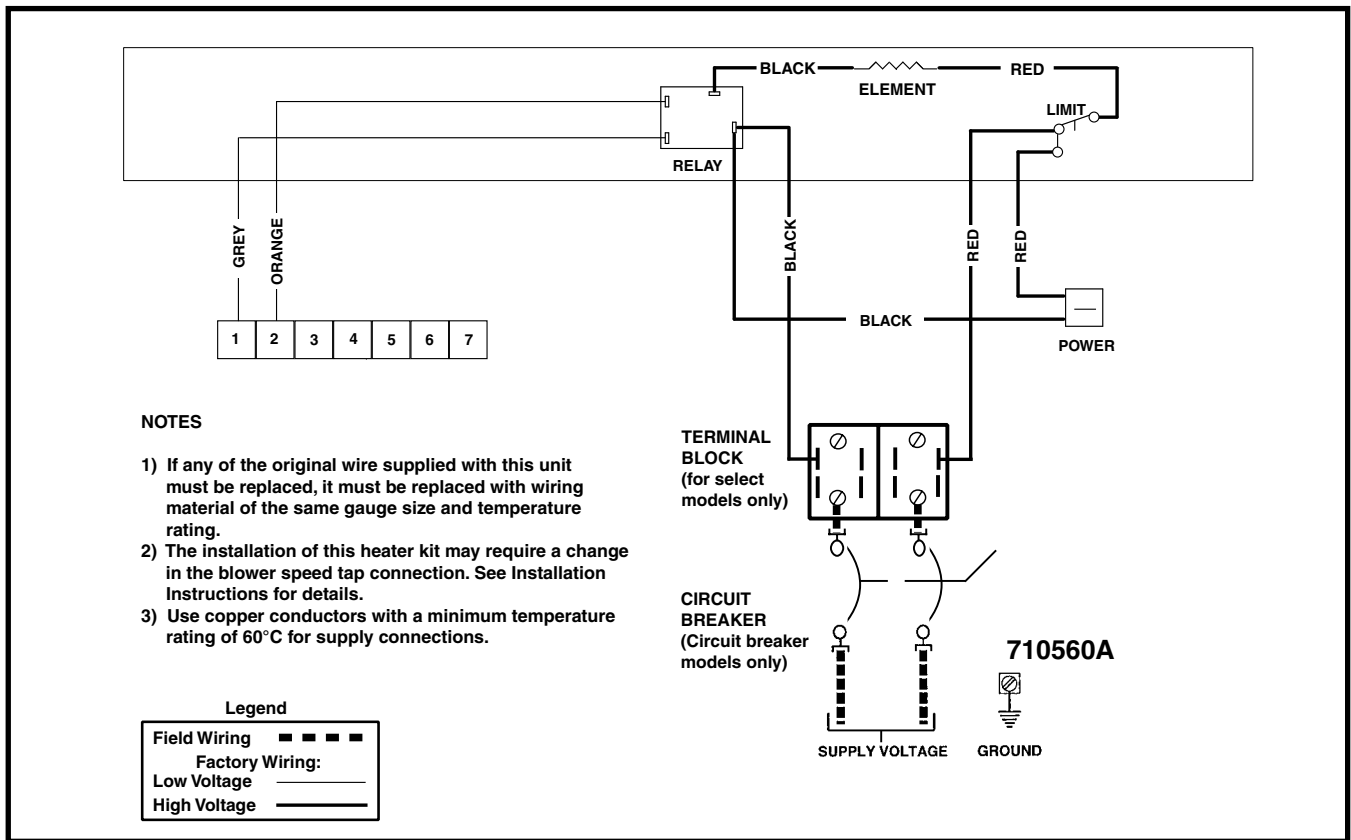 BLACK
ELEMENT
RED
LIMIT
RELAY
GREY
ORANGE
BLACK
RED
RED
BLACK
POWER
1 2 3 4 5 6 7
NOTES
1) If any of the original wire supplied with this unit
must be replaced, it must be replaced with wiring
material of the same gauge size and temperature
rating.
2) The installation of this heater kit may require a change
in the blower speed tap connection. See Installation
Instructions for details.
3) Use copper conductors with a minimum temperature
rating of 60°C for supply connections.
TERMINAL
BLOCK
(for select
models only)
CIRCUIT
BREAKER
(Circuit breaker
models only)
710560A
SUPPLY VOLTAGE
GROUND
Legend
Field Wiring
Factory Wiring:
Low Voltage
High Voltage